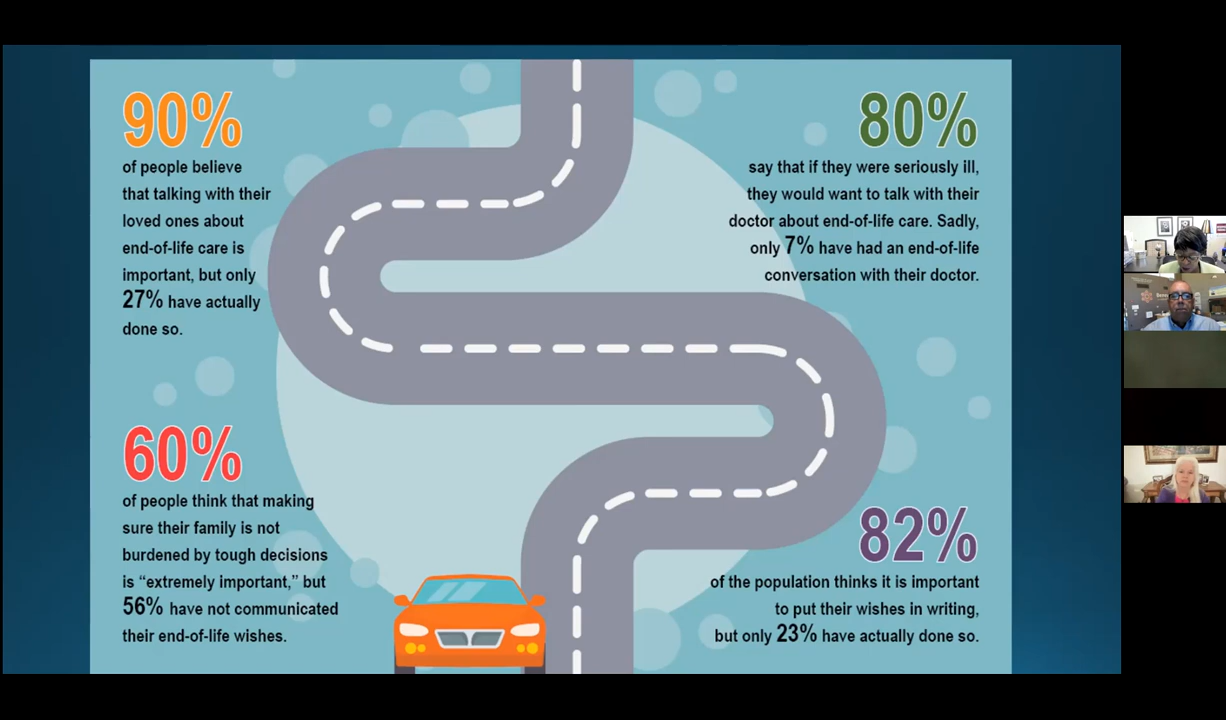 90%
of people believe
that talking with their
loved ones about
end-of-life care is
important, but only
27% have actually
done so.
80%
say that if they were seriously ill,
they would want to talk with their
doctor about end-of-life care. Sadly,
only 7% have had an end-of-life
conversation with their doctor.
60%
of people think that making
sure their family is not
burdened by tough decisions
is “extremely important,” but
56% have not communicated
their end-of-life wishes.
82%
of the population thinks it is important
to put their wishes in writing,
but only 23% have actually done so.